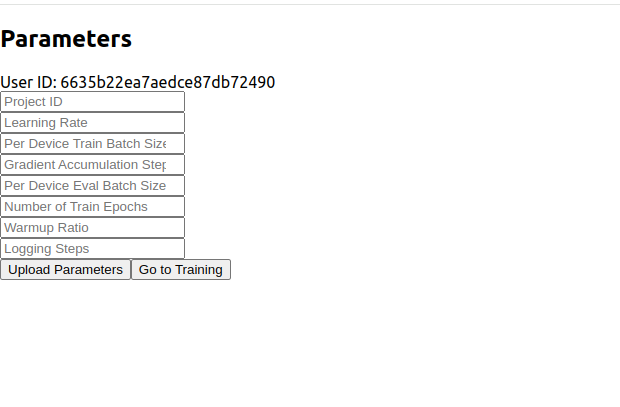 Parameters
User ID: 6635b22ea7aedce87db72490
Project ID
Learning Rate
Per Device Train Batch Size
Gradient Accumulation Step
Per Device Eval Batch Size
Number of Train Epochs
Warmup Ratio
Logging Steps
Upload Parameters Go to Training